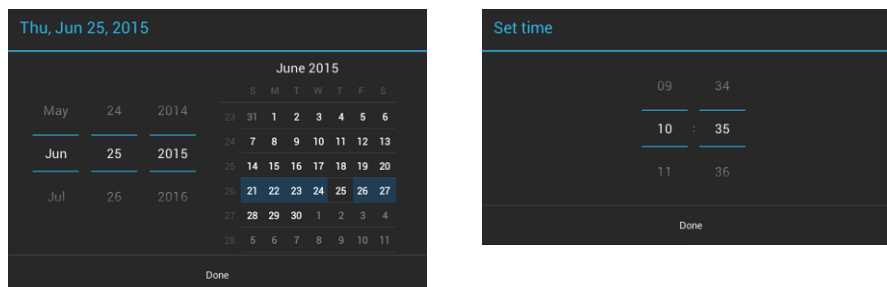 Thu, Jun 25, 2015
June 2015
S M T W T F S
23 31 1 2 3 4 5 6
24 7 8 9 10 11 12 13
25 14 15 16 17 18 19 20
26 21 22 23 24 25 26 27
27 28 29 30 1 2 3 4
28 5 6 7 8 9 10 11
May 24 2014
Jun 25 2015
Jul 26 2016
Done
Set time
09 34
10 : 35
11 36
Done